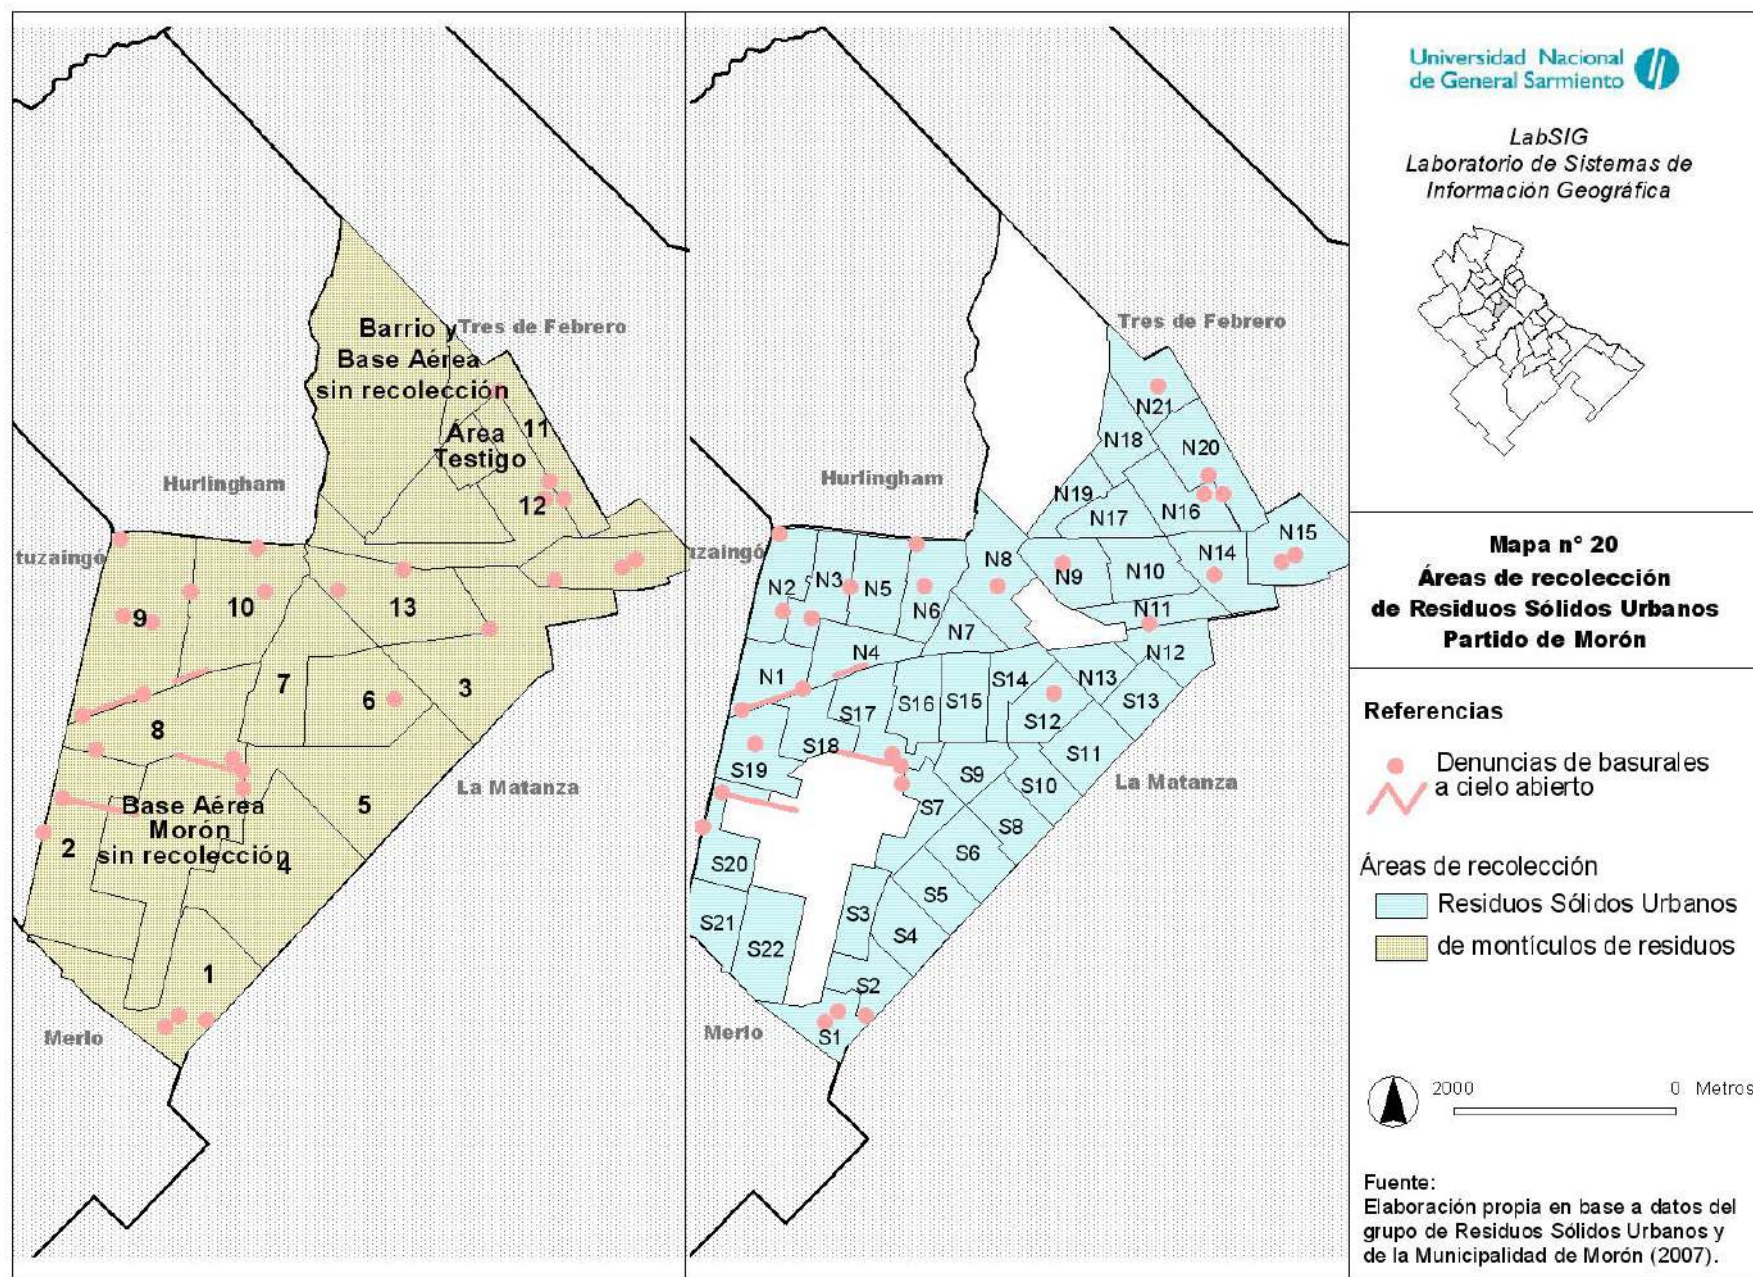 Barrio y
Base Aérea
sin recolección
Tres de Febrero
Área
Testigo
11
12
Hurlingham
tuzaingó
9
10
13
7
6
3
8
La Matanza
Base Aérea
Morón
sin recolección
5
2
4
1
Merlo
Tres de Febrero
N21
N18
N20
Hurlingham
N19
N17
N16
N15
uzaingó
N2
N3
N5
N6
N8
N9
N10
N14
N11
N7
N4
N12
N1
S14
N13
S13
S16
S15
S17
S12
S18
S11
S19
S9
S10
La Matanza
S7
S8
S6
S20
S5
S3
S21
S4
S22
S2
S1
Merlo
Universidad Nacional
de General Sarmiento
LabSIG
Laboratorio de Sistemas de
Información Geográfica
Mapa n° 20
Áreas de recolección
de Residuos Sólidos Urbanos
Partido de Morón
Referencias
Denuncias de basurales
a cielo abierto
Áreas de recolección
Residuos Sólidos Urbanos
de montículos de residuos
2000 0 Metros
Fuente:
Elaboración propia en base a datos del
grupo de Residuos Sólidos Urbanos y
de la Municipalidad de Morón (2007).